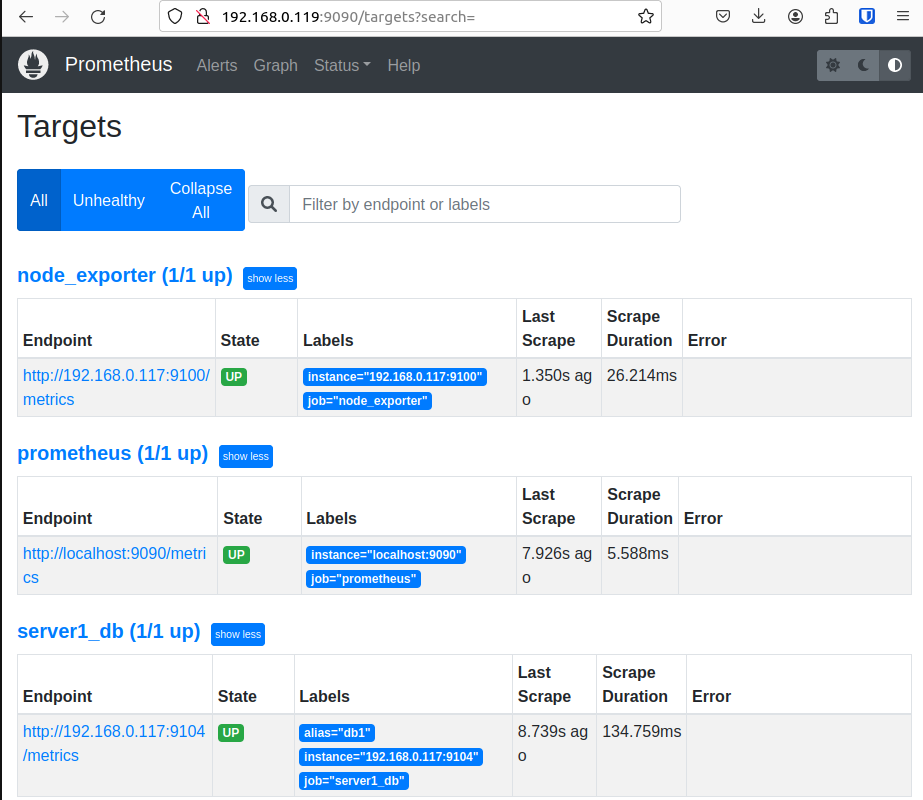 192.168.0.119:9090/targets?search=
Prometheus Alerts Graph Status Help
Targets
All Unhealthy Collapse All Filter by endpoint or labels
node_exporter (1/1 up) show less
Endpoint State Labels Last Scrape Scrape Duration Error
http://192.168.0.117:9100/metrics UP instance="192.168.0.117:9100" job="node_exporter" 1.350s ago 26.214ms
prometheus (1/1 up) show less
Endpoint State Labels Last Scrape Scrape Duration Error
http://localhost:9090/metrics UP instance="localhost:9090" job="prometheus" 7.926s ago 5.588ms
server1_db (1/1 up) show less
Endpoint State Labels Last Scrape Scrape Duration Error
http://192.168.0.117:9104/metrics UP alias="db1" instance="192.168.0.117:9104" job="server1_db" 8.739s ago 134.759ms